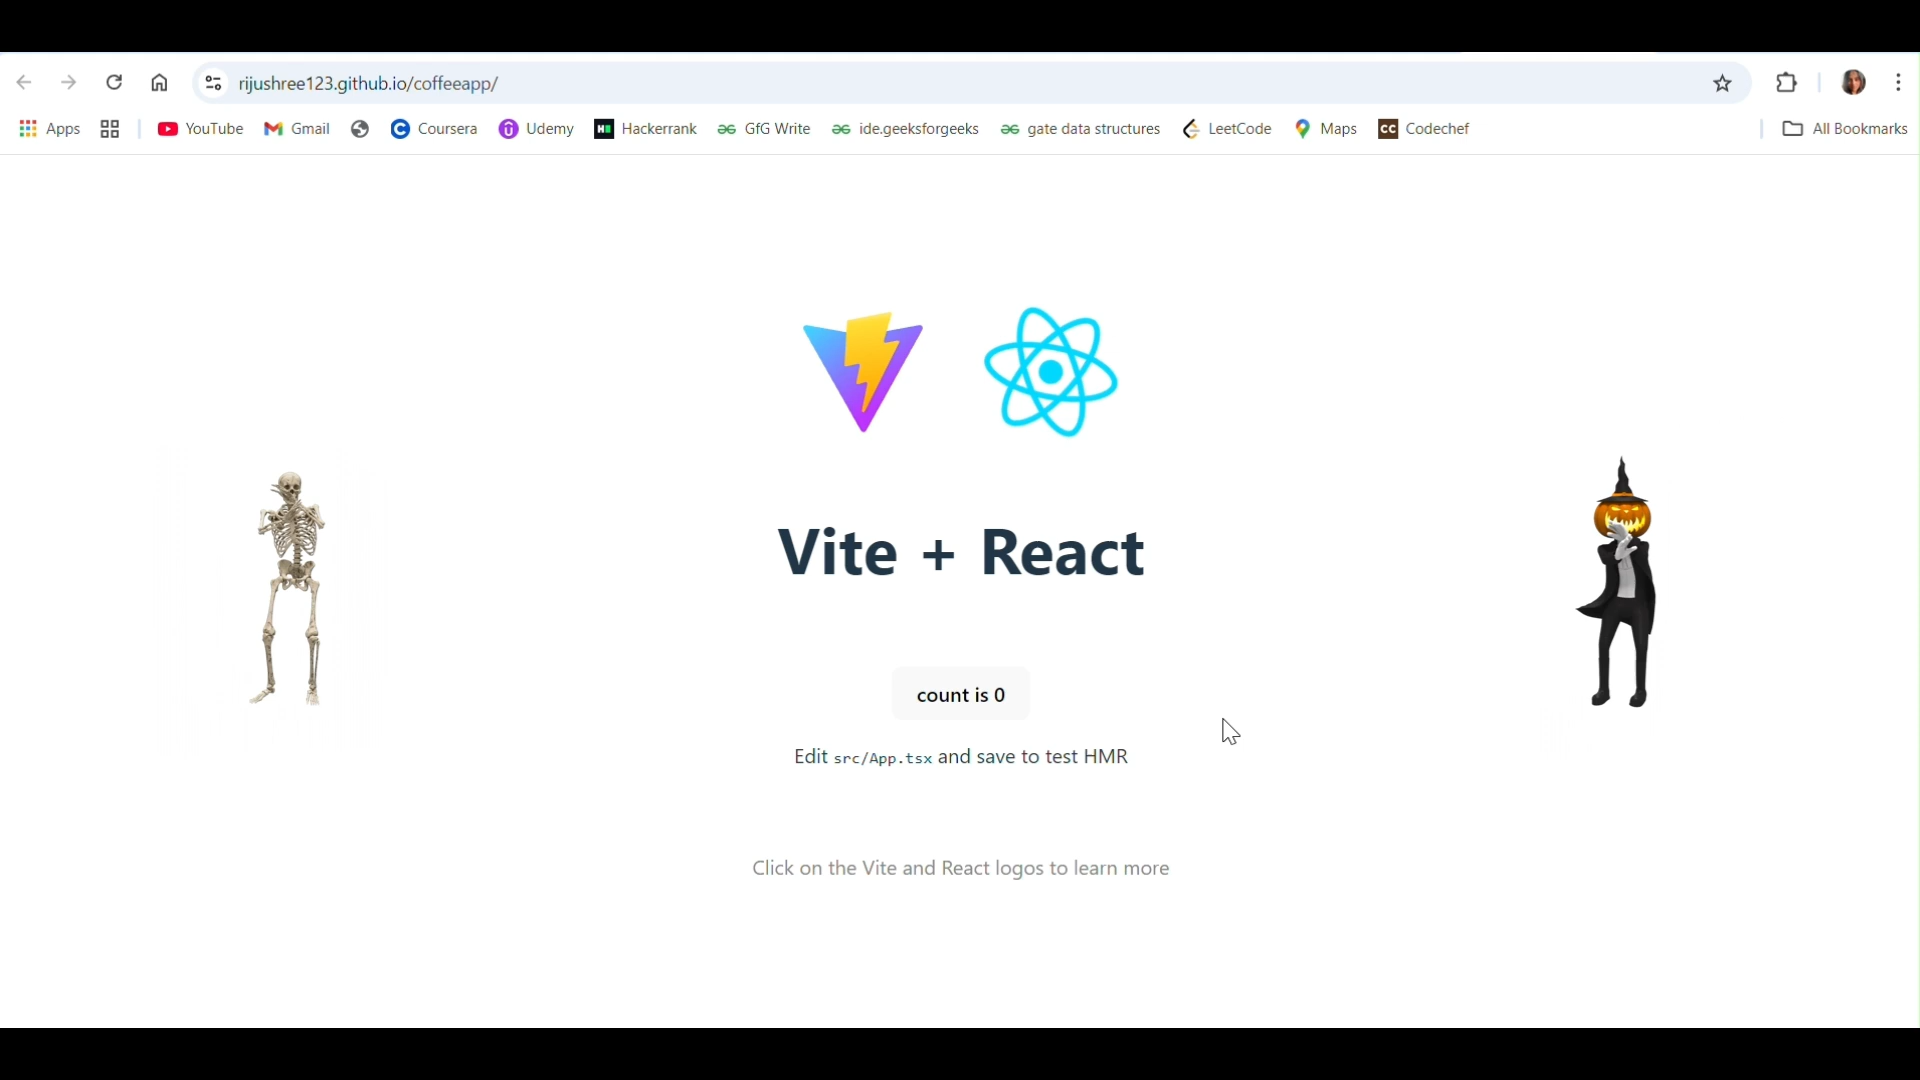 rijushree123.github.io/coffeeapp/
Apps YouTube Gmail Coursera Udemy Hackerrank GfG Write ide.geeksforgeeks gate data structures LeetCode Maps Codechef All Bookmarks
Vite + React
count is 0
Edit src/App.tsx and save to test HMR
Click on the Vite and React logos to learn more